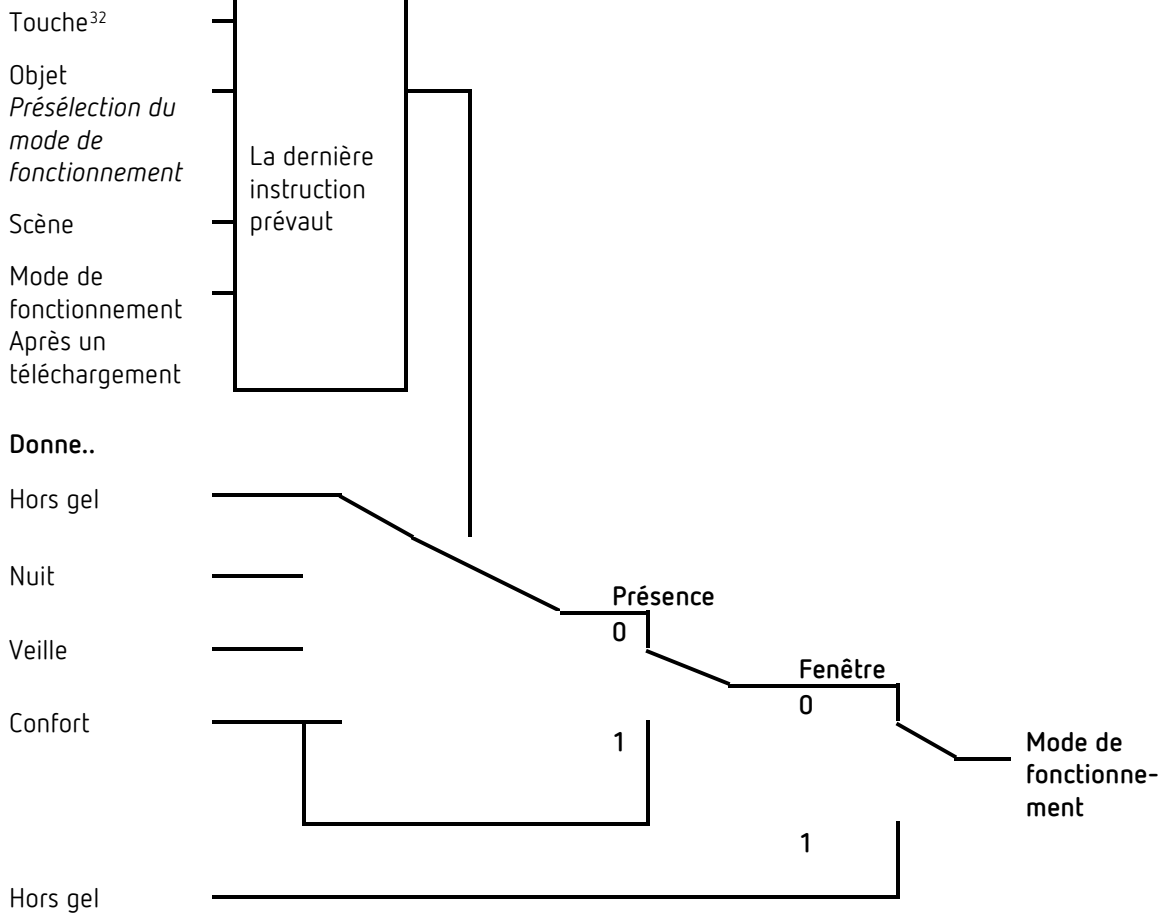 Touche³²
Objet
Présélection du
mode de
fonctionnement
La dernière
instruction
prévaut
Scène
Mode de
fonctionnement
Après un
téléchargement
Donne..
Hors gel
Nuit
Présence
0
Veille
Fenêtre
0
Confort
1
Mode de
fonctionne-
ment
1
Hors gel